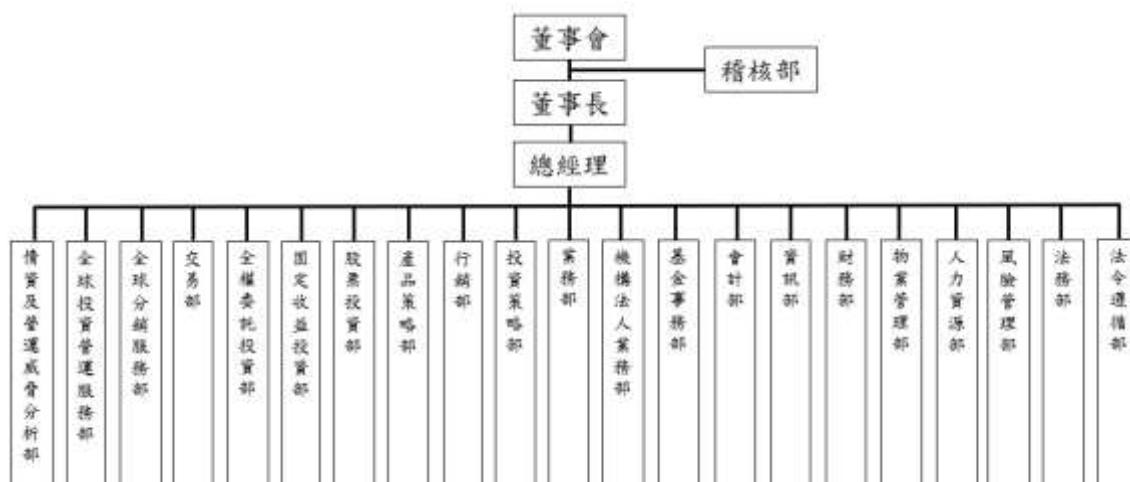 董事會
稽核部
董事長
總經理
情資及營運威脅分析部
全球投資營運服務部
全球分銷服務部
交易部
全權委託投資部
固定收益投資部
股票投資部
產品策略部
行銷部
投資策略部
業務部
機構法人業務部
基金事務部
會計部
資訊部
財務部
物業管理部
人力資源部
風險管理部
法務部
法令遵循部